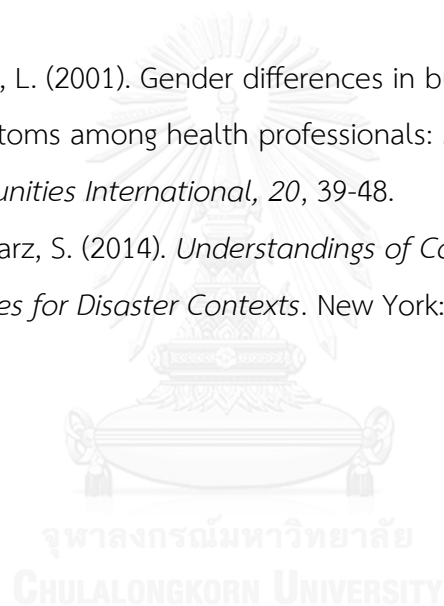 , L. (2001). Gender differences in b
toms among health professionals:
unities International, 20, 39-48.
arz, S. (2014). Understandings of Co
es for Disaster Contexts. New York:
จุฬาลงกรณ์มหาวิทยาลัย
CHULALONGKORN UNIVERSITY